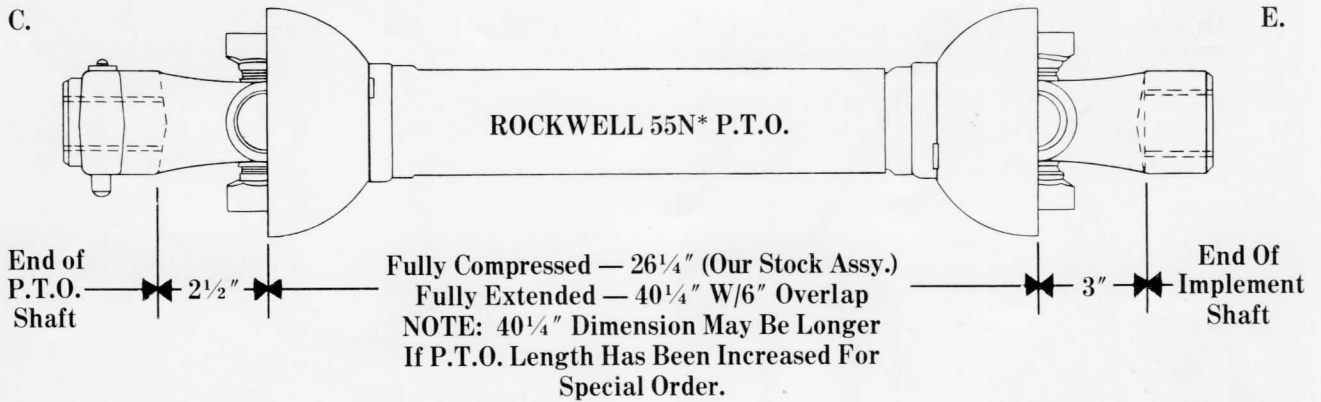 C.
E.
ROCKWELL 55N* P.T.O.
End of
P.T.O.
Shaft
2½″
Fully Compressed — 26¼″ (Our Stock Assy.)
Fully Extended — 40¼″ W/6″ Overlap
NOTE: 40¼″ Dimension May Be Longer
If P.T.O. Length Has Been Increased For
Special Order.
3″
End Of
Implement
Shaft